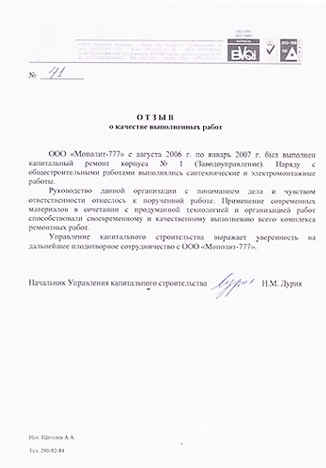 № 41
О Т З Ы В
о качестве выполненных работ
ООО «Монолит-777» с августа 2006 г. по январь 2007 г. был выполнен
капитальный ремонт корпуса № 1 (Заводоуправление). Наряду с
общестроительными работами выполнялись сантехнические и электромонтажные
работы.
Руководство данной организации с пониманием дела и чувством
ответственности отнеслось к порученной работе. Применение современных
материалов в сочетании с продуманной технологией и организацией работ
способствовали своевременному и качественному выполнению всего комплекса
ремонтных работ.
Управление капитального строительства выражает уверенность на
дальнейшее плодотворное сотрудничество с ООО «Монолит-777».
Начальник Управления капитального строительства Н.М. Лурия
Исп. Щеголев А.А.
Тел. 290-82-84